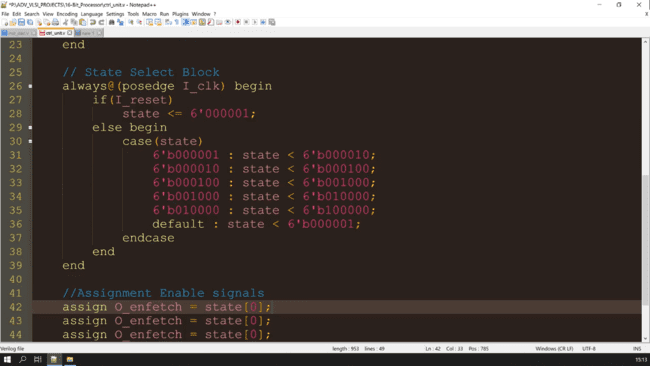 *P:\ADV_VLSI_PROJECTS\16-Bit_Processor\ctrl_unit.v - Notepad++
File Edit Search View Encoding Language Settings Tools Macro Run Plugins Window ?
ctrl_unit.v
23 end
24
25 // State Select Block
26 always@(posedge I_clk) begin
27 if(I_reset)
28 state <= 6'000001;
29 else begin
30 case(state)
31 6'b000001 : state < 6'b000010;
32 6'b000010 : state < 6'b000100;
33 6'b000100 : state < 6'b001000;
34 6'b001000 : state < 6'b010000;
35 6'b010000 : state < 6'b100000;
36 default : state < 6'b000001;
37 endcase
38 end
39 end
40
41 //Assignment Enable signals
42 assign O_enfetch = state[0];
43 assign O_enfetch = state[0];
44 assign O_enfetch = state[0];
Verilog file length : 953 lines : 49 Ln : 42 Col : 33 Pos : 785 Windows (CR LF) UTF-8 INS
15:11